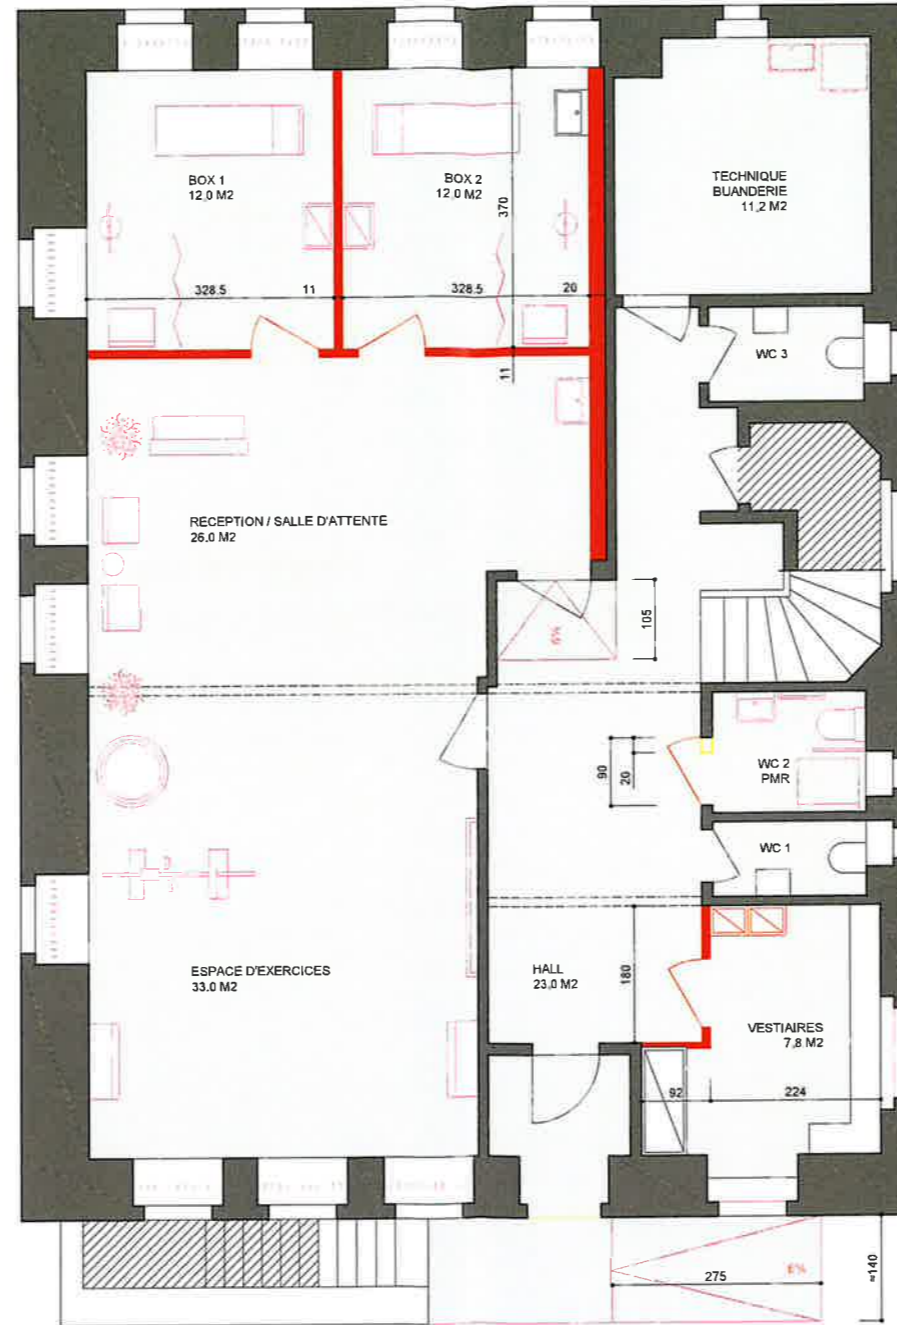 BOX 1
12,0 M2
BOX 2
12,0 M2
370
TECHNIQUE
BUANDERIE
11,2 M2
328.5
11
328.5
20
11
WC 3
RECEPTION / SALLE D'ATTENTE
26.0 M2
105
6%
90
20
WC 2
PMR
WC 1
ESPACE D'EXERCICES
33.0 M2
HALL
23,0 M2
180
VESTIAIRES
7,8 M2
92
224
275
6%
≈140